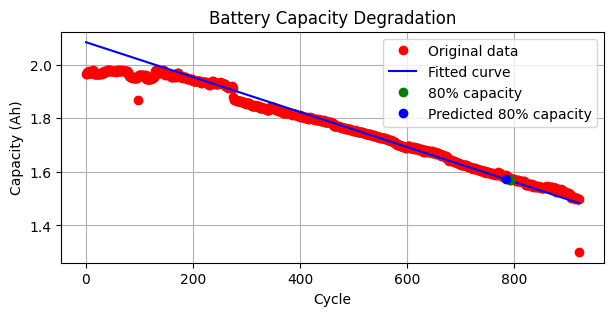 Battery Capacity Degradation
Original data
Fitted curve
80% capacity
Predicted 80% capacity
Capacity (Ah)
2.0
1.8
1.6
1.4
0
200
400
600
800
Cycle